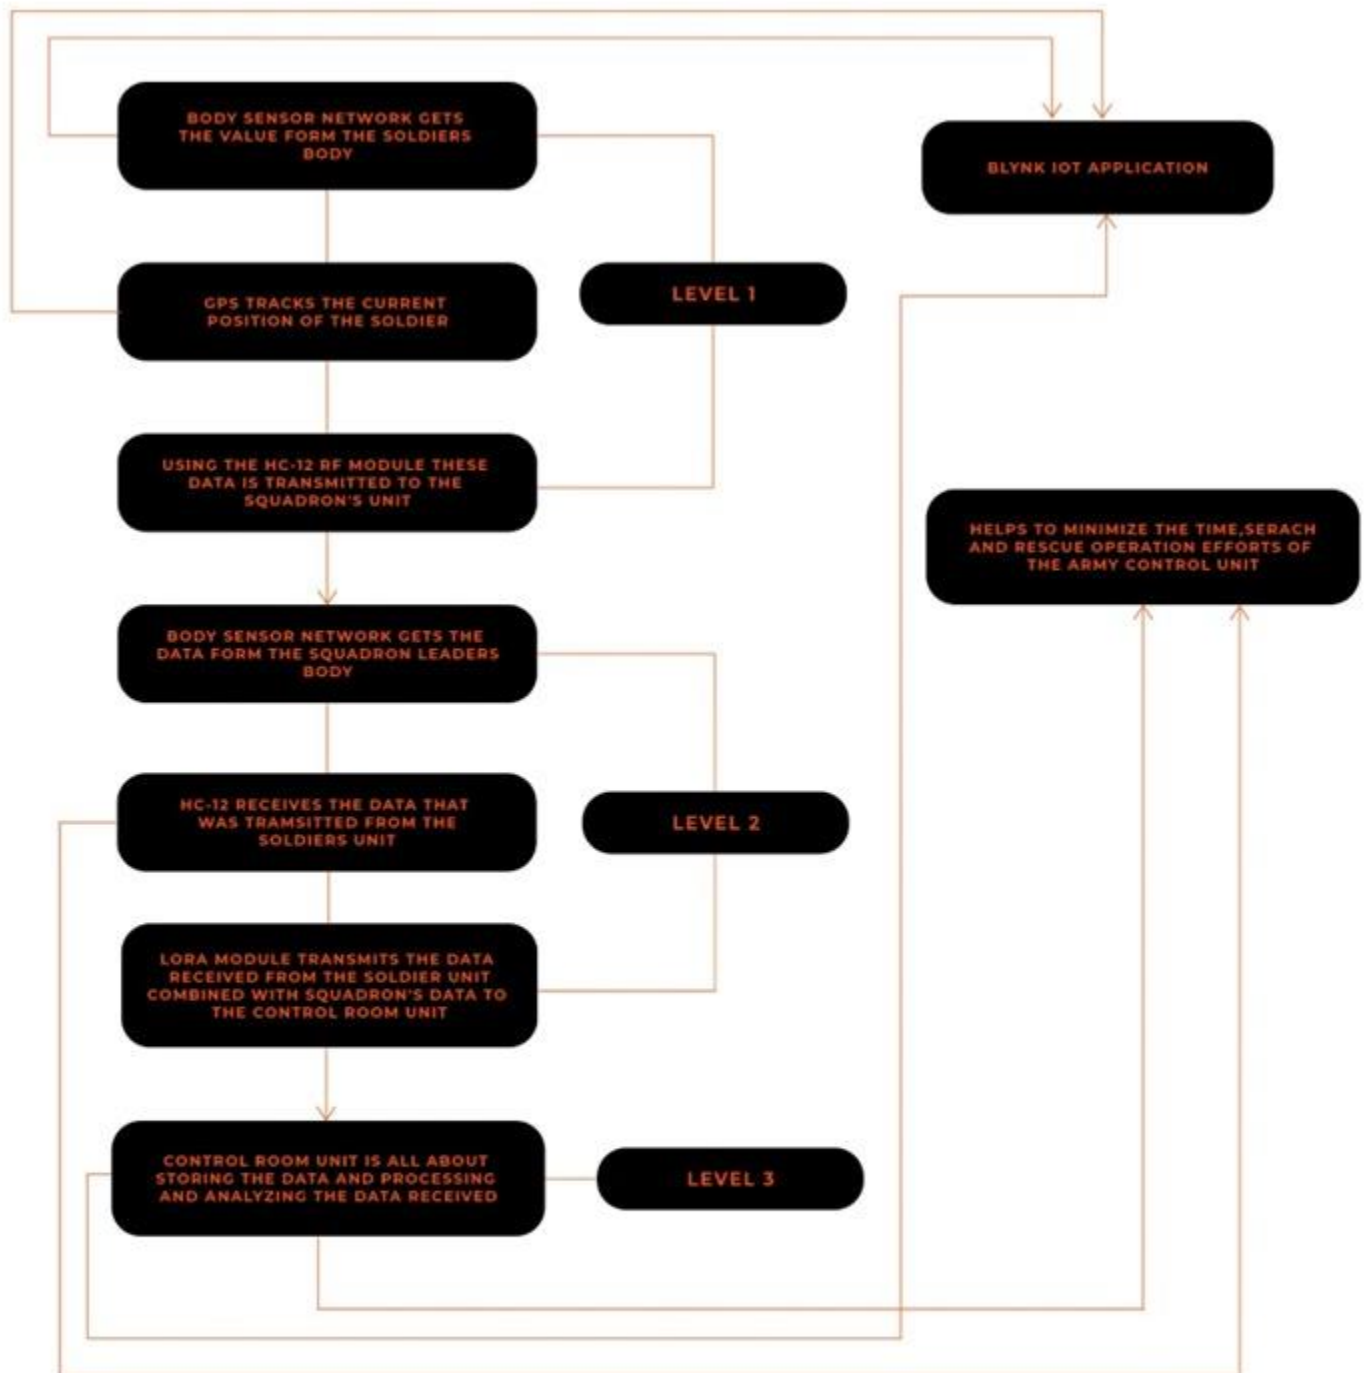 BODY SENSOR NETWORK GETS
THE VALUE FORM THE SOLDIERS
BODY
BLYNK IOT APPLICATION
GPS TRACKS THE CURRENT
POSITION OF THE SOLDIER
LEVEL 1
USING THE HC-12 RF MODULE THESE
DATA IS TRANSMITTED TO THE
SQUADRON'S UNIT
HELPS TO MINIMIZE THE TIME,SERACH
AND RESCUE OPERATION EFFORTS OF
THE ARMY CONTROL UNIT
BODY SENSOR NETWORK GETS THE
DATA FORM THE SQUADRON LEADERS
BODY
HC-12 RECEIVES THE DATA THAT
WAS TRAMSITTED FROM THE
SOLDIERS UNIT
LEVEL 2
LORA MODULE TRANSMITS THE DATA
RECEIVED FROM THE SOLDIER UNIT
COMBINED WITH SQUADRON'S DATA TO
THE CONTROL ROOM UNIT
CONTROL ROOM UNIT IS ALL ABOUT
STORING THE DATA AND PROCESSING
AND ANALYZING THE DATA RECEIVED
LEVEL 3